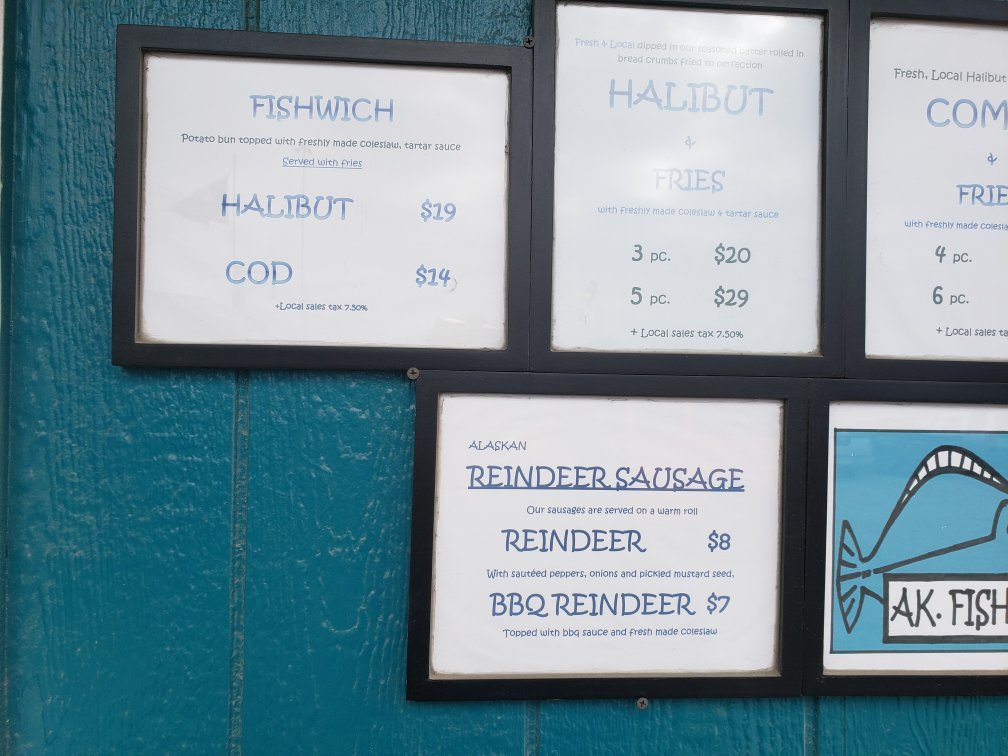 FISHWICH
Potato bun topped with freshly made coleslaw, tartar sauce
Served with fries
HALIBUT $19
COD $14
+Local sales tax 7.50%
Fresh & Local dipped in our seasoned batter rolled in
bread crumbs fried to perfection
HALIBUT
&
FRIES
with freshly made coleslaw & tartar sauce
3 pc. $20
5 pc. $29
+ Local sales tax 7.50%
Fresh, Local Halibut
COM
&
FRIE
with freshly made colesla
4 pc.
6 pc.
+ Local sales ta
ALASKAN
REINDEER SAUSAGE
Our sausages are served on a warm roll
REINDEER $8
With sautéed peppers, onions and pickled mustard seed.
BBQ REINDEER $7
Topped with bbq sauce and fresh made coleslaw
AK. FISH